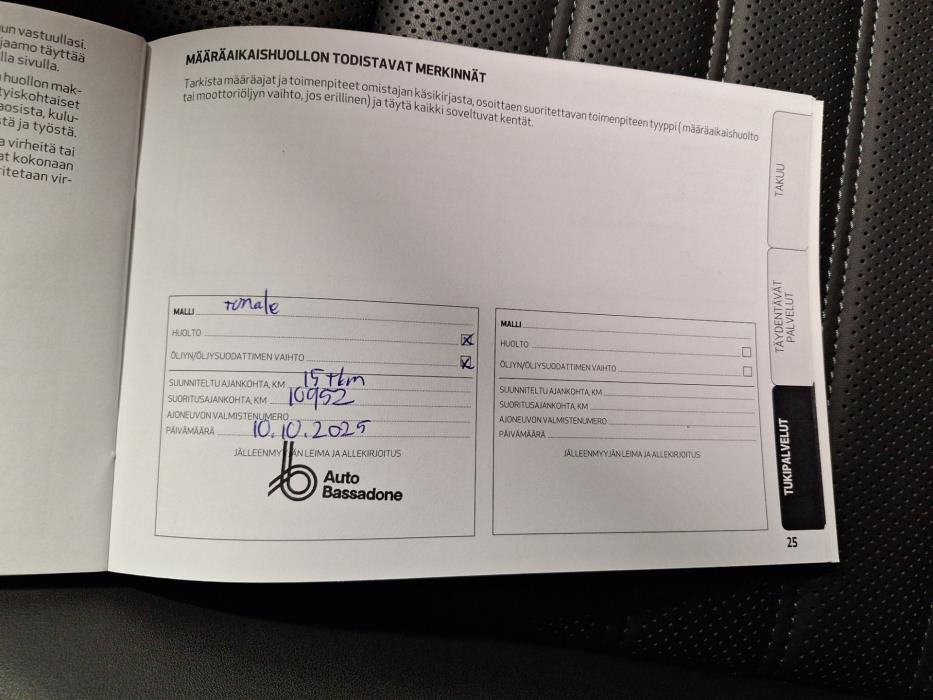 un vastuullasi.
jaamo täyttää
lla sivulla.
huollon mak-
tyiskohtaiset
aosista, kulu-
stä ja työstä.
a virheitä tai
at kokonaan
ritetaan vir-
MÄÄRÄAIKAISHUOLLON TODISTAVAT MERKINNÄT
Tarkista määräajat ja toimenpiteet omistajan käsikirjasta, osoittaen suoritettavan toimenpiteen tyyppi ( määräaikaishuolto
tai moottoriöljyn vaihto, jos erillinen) ja täytä kaikki soveltuvat kentät.
MALLI Tonale
HUOLTO
ÖLJYN/ÖLJYSUODATTIMEN VAIHTO
SUUNNITELTU AJANKOHTA, KM 15 tkm
SUORITUSAJANKOHTA, KM 10952
AJONEUVON VALMISTENUMERO
PÄIVÄMÄÄRÄ 10.10.2025
JÄLLEENMYYJÄN LEIMA JA ALLEKIRJOITUS
Auto
Bassadone
MALLI
HUOLTO
ÖLJYN/ÖLJYSUODATTIMEN VAIHTO
SUUNNITELTU AJANKOHTA, KM
SUORITUSAJANKOHTA, KM
AJONEUVON VALMISTENUMERO
PÄIVÄMÄÄRÄ
JÄLLEENMYYJÄN LEIMA JA ALLEKIRJOITUS
TAKUU
TÄYDENTÄVÄT
PALVELUT
TUKIPALVELUT
25